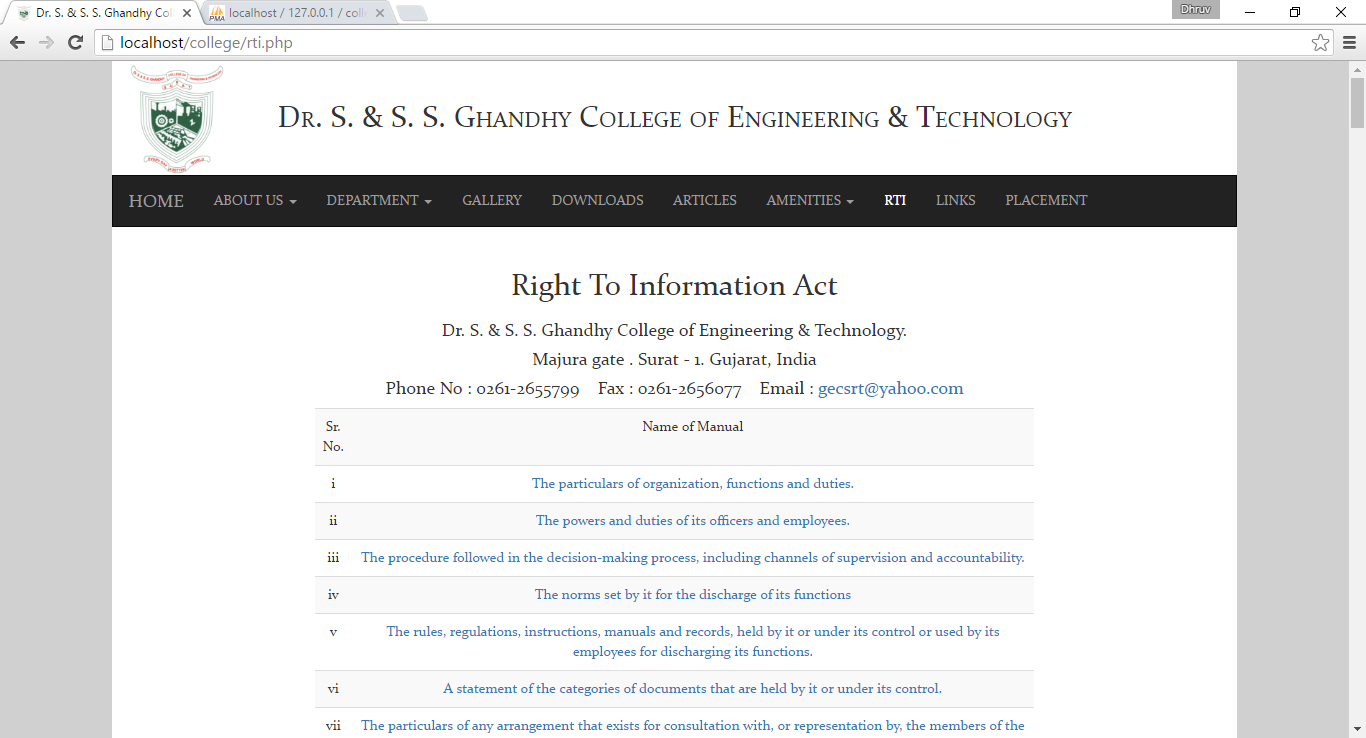 Dr. S. & S. S. Ghandhy Col
localhost / 127.0.0.1 / coll
Dhruv
localhost/college/rti.php
Dr. S. & S. S. Ghandhy College of Engineering & Technology
HOME ABOUT US DEPARTMENT GALLERY DOWNLOADS ARTICLES AMENITIES RTI LINKS PLACEMENT
Right To Information Act
Dr. S. & S. S. Ghandhy College of Engineering & Technology.
Majura gate . Surat - 1. Gujarat, India
Phone No : 0261-2655799 Fax : 0261-2656077 Email : gecsrt@yahoo.com
Sr. No. Name of Manual
i The particulars of organization, functions and duties.
ii The powers and duties of its officers and employees.
iii The procedure followed in the decision-making process, including channels of supervision and accountability.
iv The norms set by it for the discharge of its functions
v The rules, regulations, instructions, manuals and records, held by it or under its control or used by its
employees for discharging its functions.
vi A statement of the categories of documents that are held by it or under its control.
vii The particulars of any arrangement that exists for consultation with, or representation by, the members of the